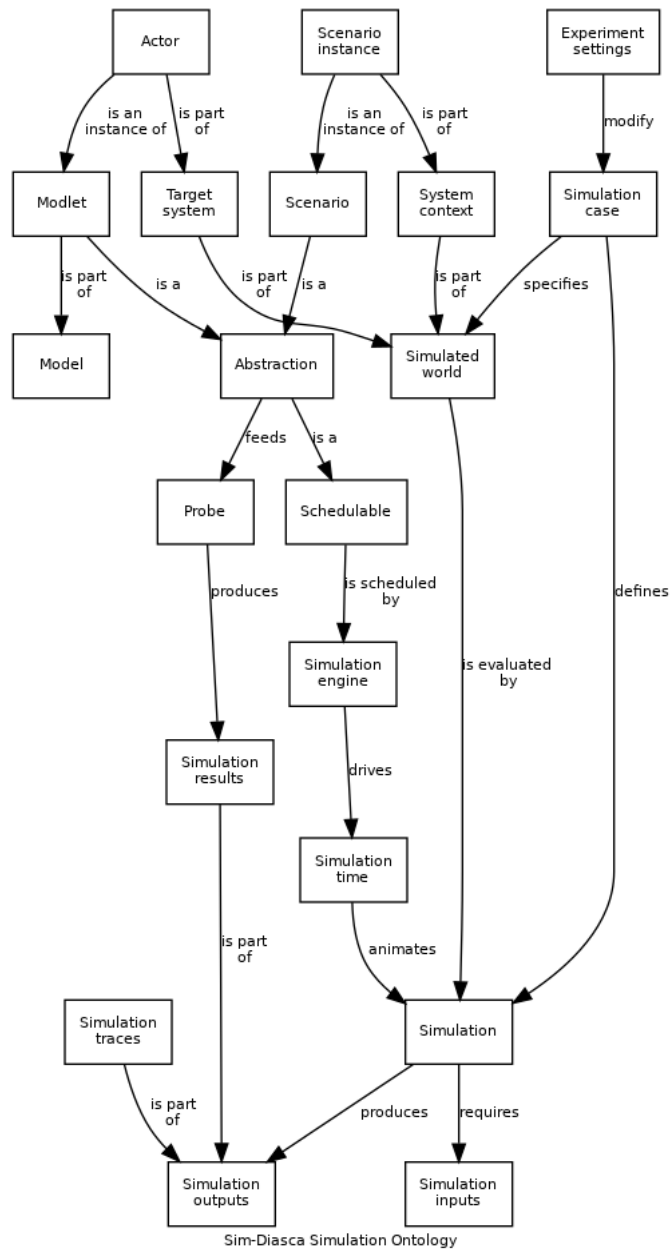 Actor
Scenario
instance
Experiment
settings
is an
instance of
is part
of
is an
instance of
is part
of
modify
Modlet
Target
system
Scenario
System
context
Simulation
case
is part
of
is a
is part
of
is a
is part
of
specifies
Model
Abstraction
Simulated
world
feeds
is a
Probe
Schedulable
produces
is scheduled
by
defines
Simulation
engine
is evaluated
by
Simulation
results
drives
Simulation
time
is part
of
animates
Simulation
traces
Simulation
is part
of
produces
requires
Simulation
outputs
Simulation
inputs
Sim-Diasca Simulation Ontology